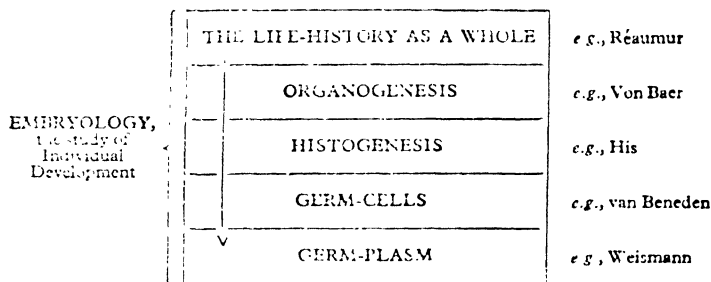 THE LIFE-HISTORY AS A WHOLE e.g., Réaumur
ORGANOGENESIS e.g., Von Baer
EMBRYOLOGY,
the study of
Individual
Development
HISTOGENESIS e.g., His
GERM-CELLS e.g., van Beneden
GERM-PLASM e g , Weismann